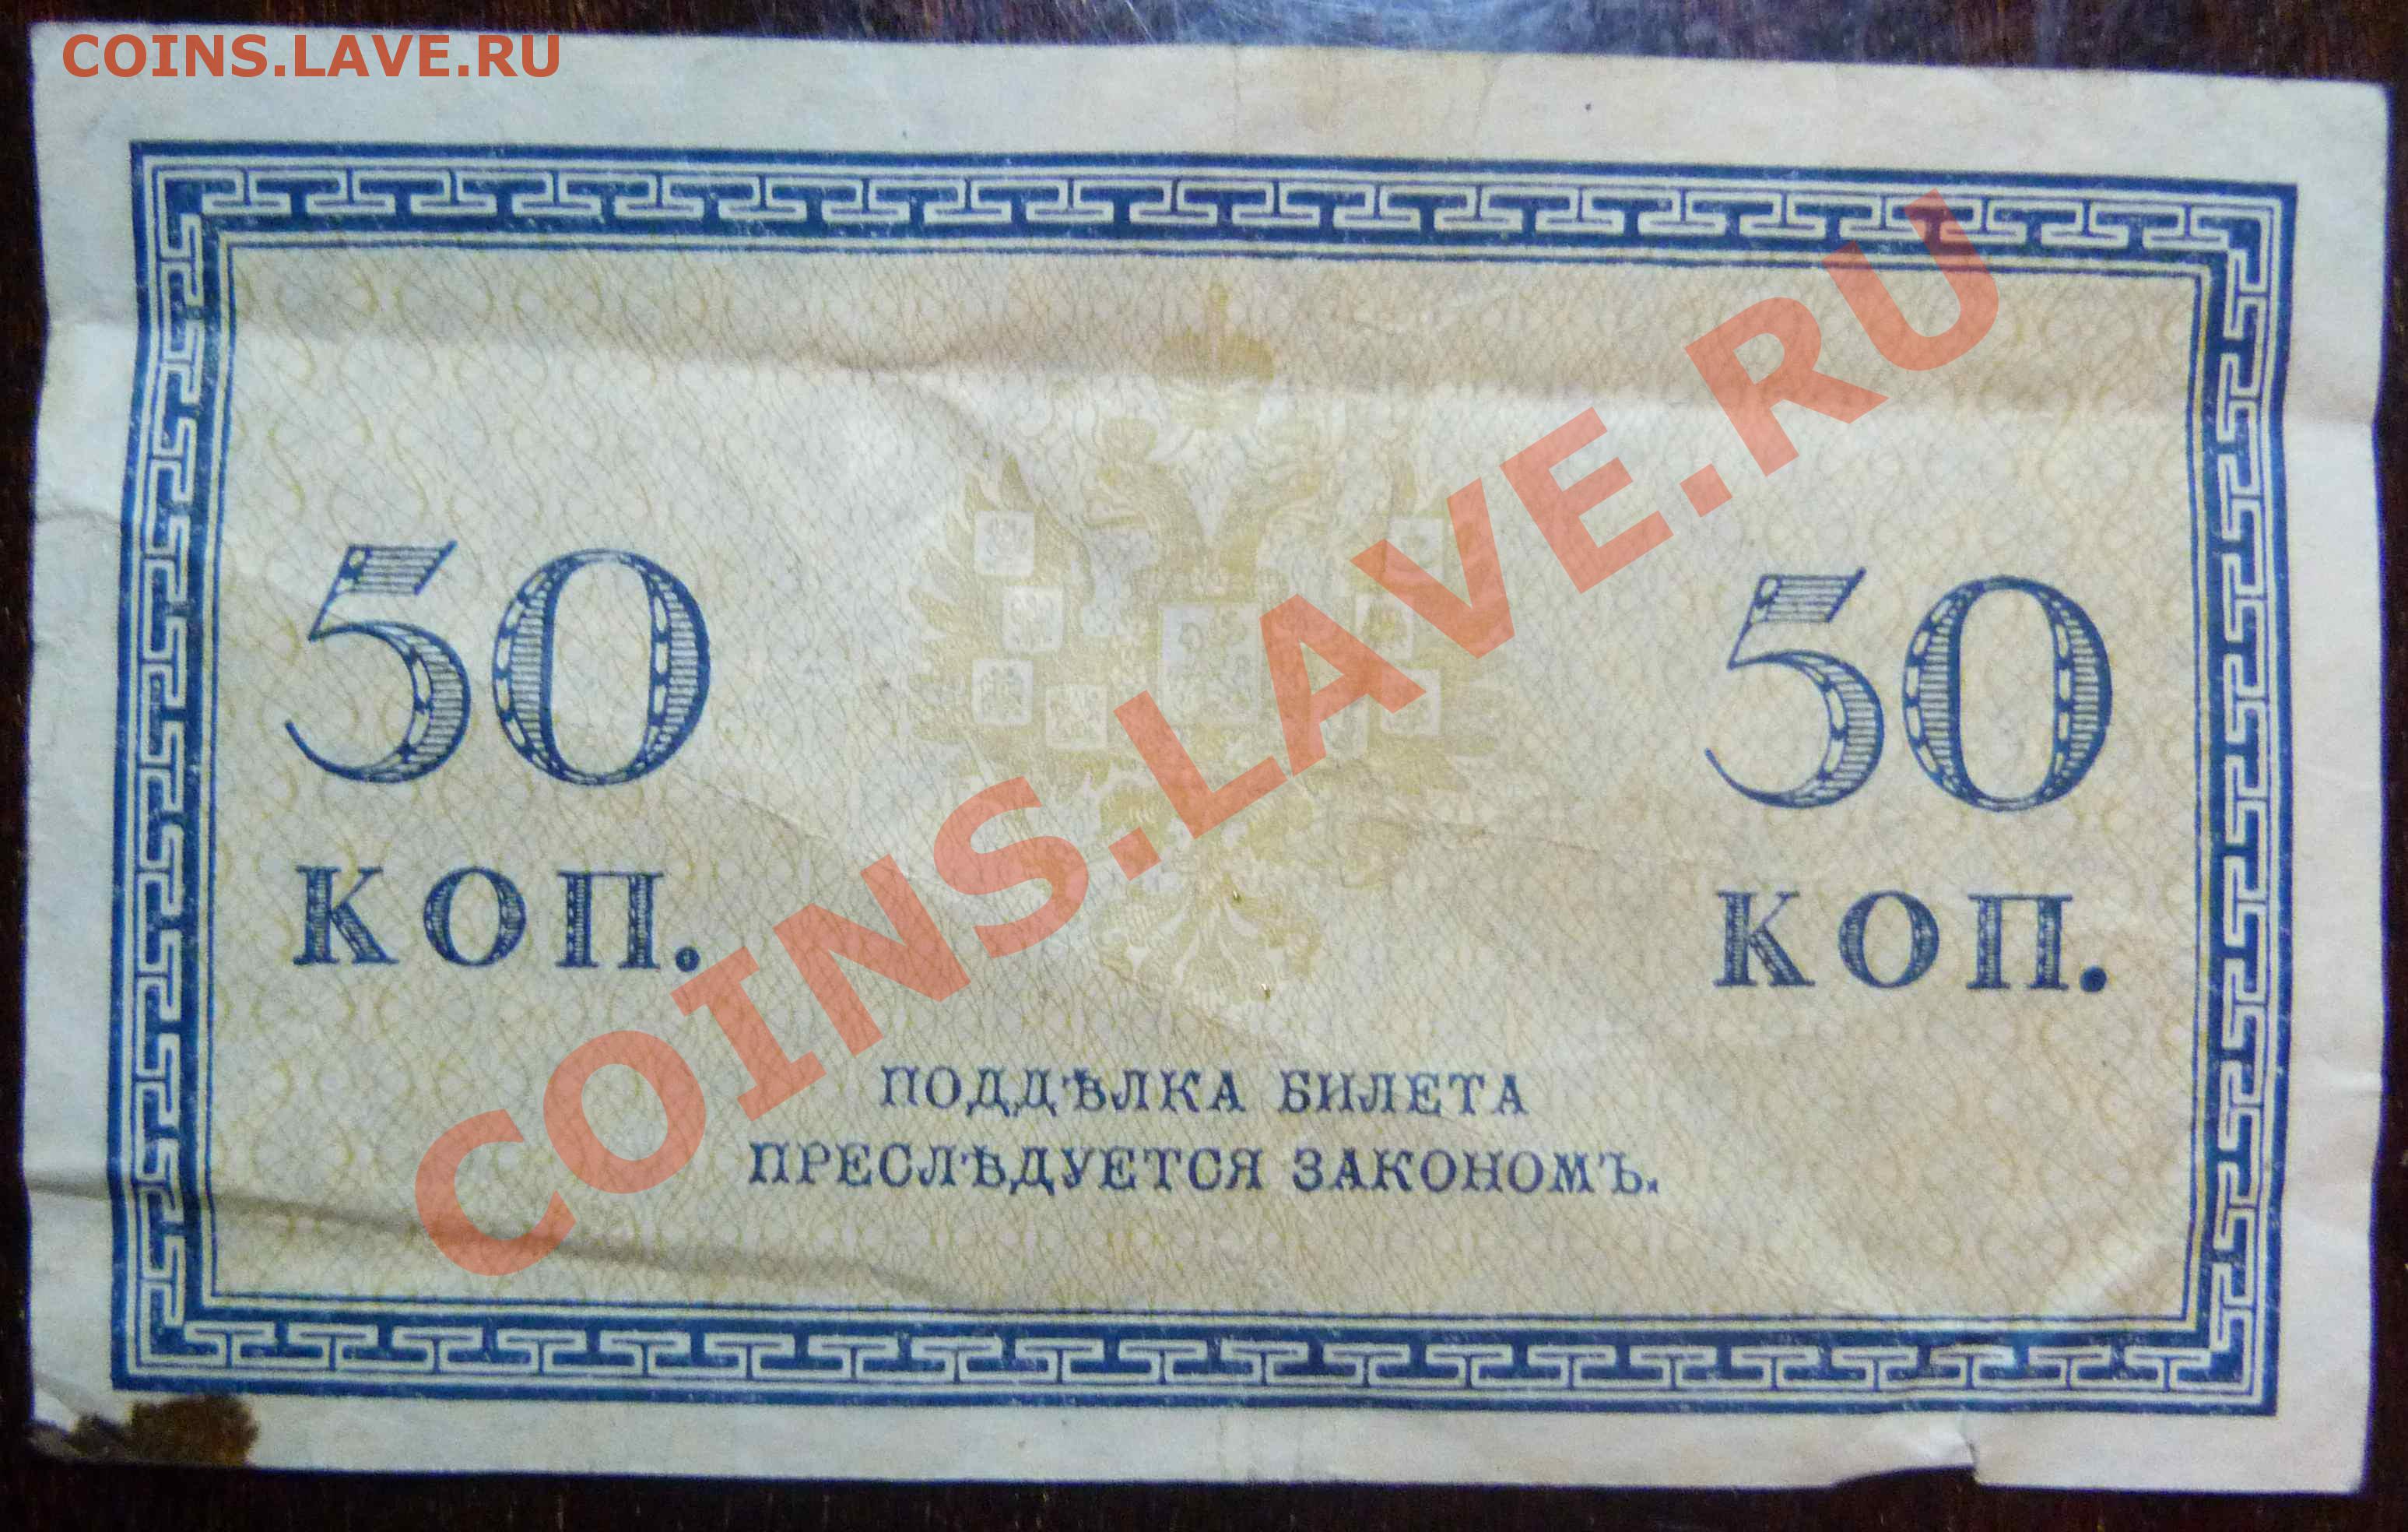 COINS.LAVE.RU
50 50
КОП. КОП.
COINS.LAVE.RU
ПОДДѢЛКА БИЛЕТА
ПРЕСЛѢДУЕТСЯ ЗАКОНОМЪ.